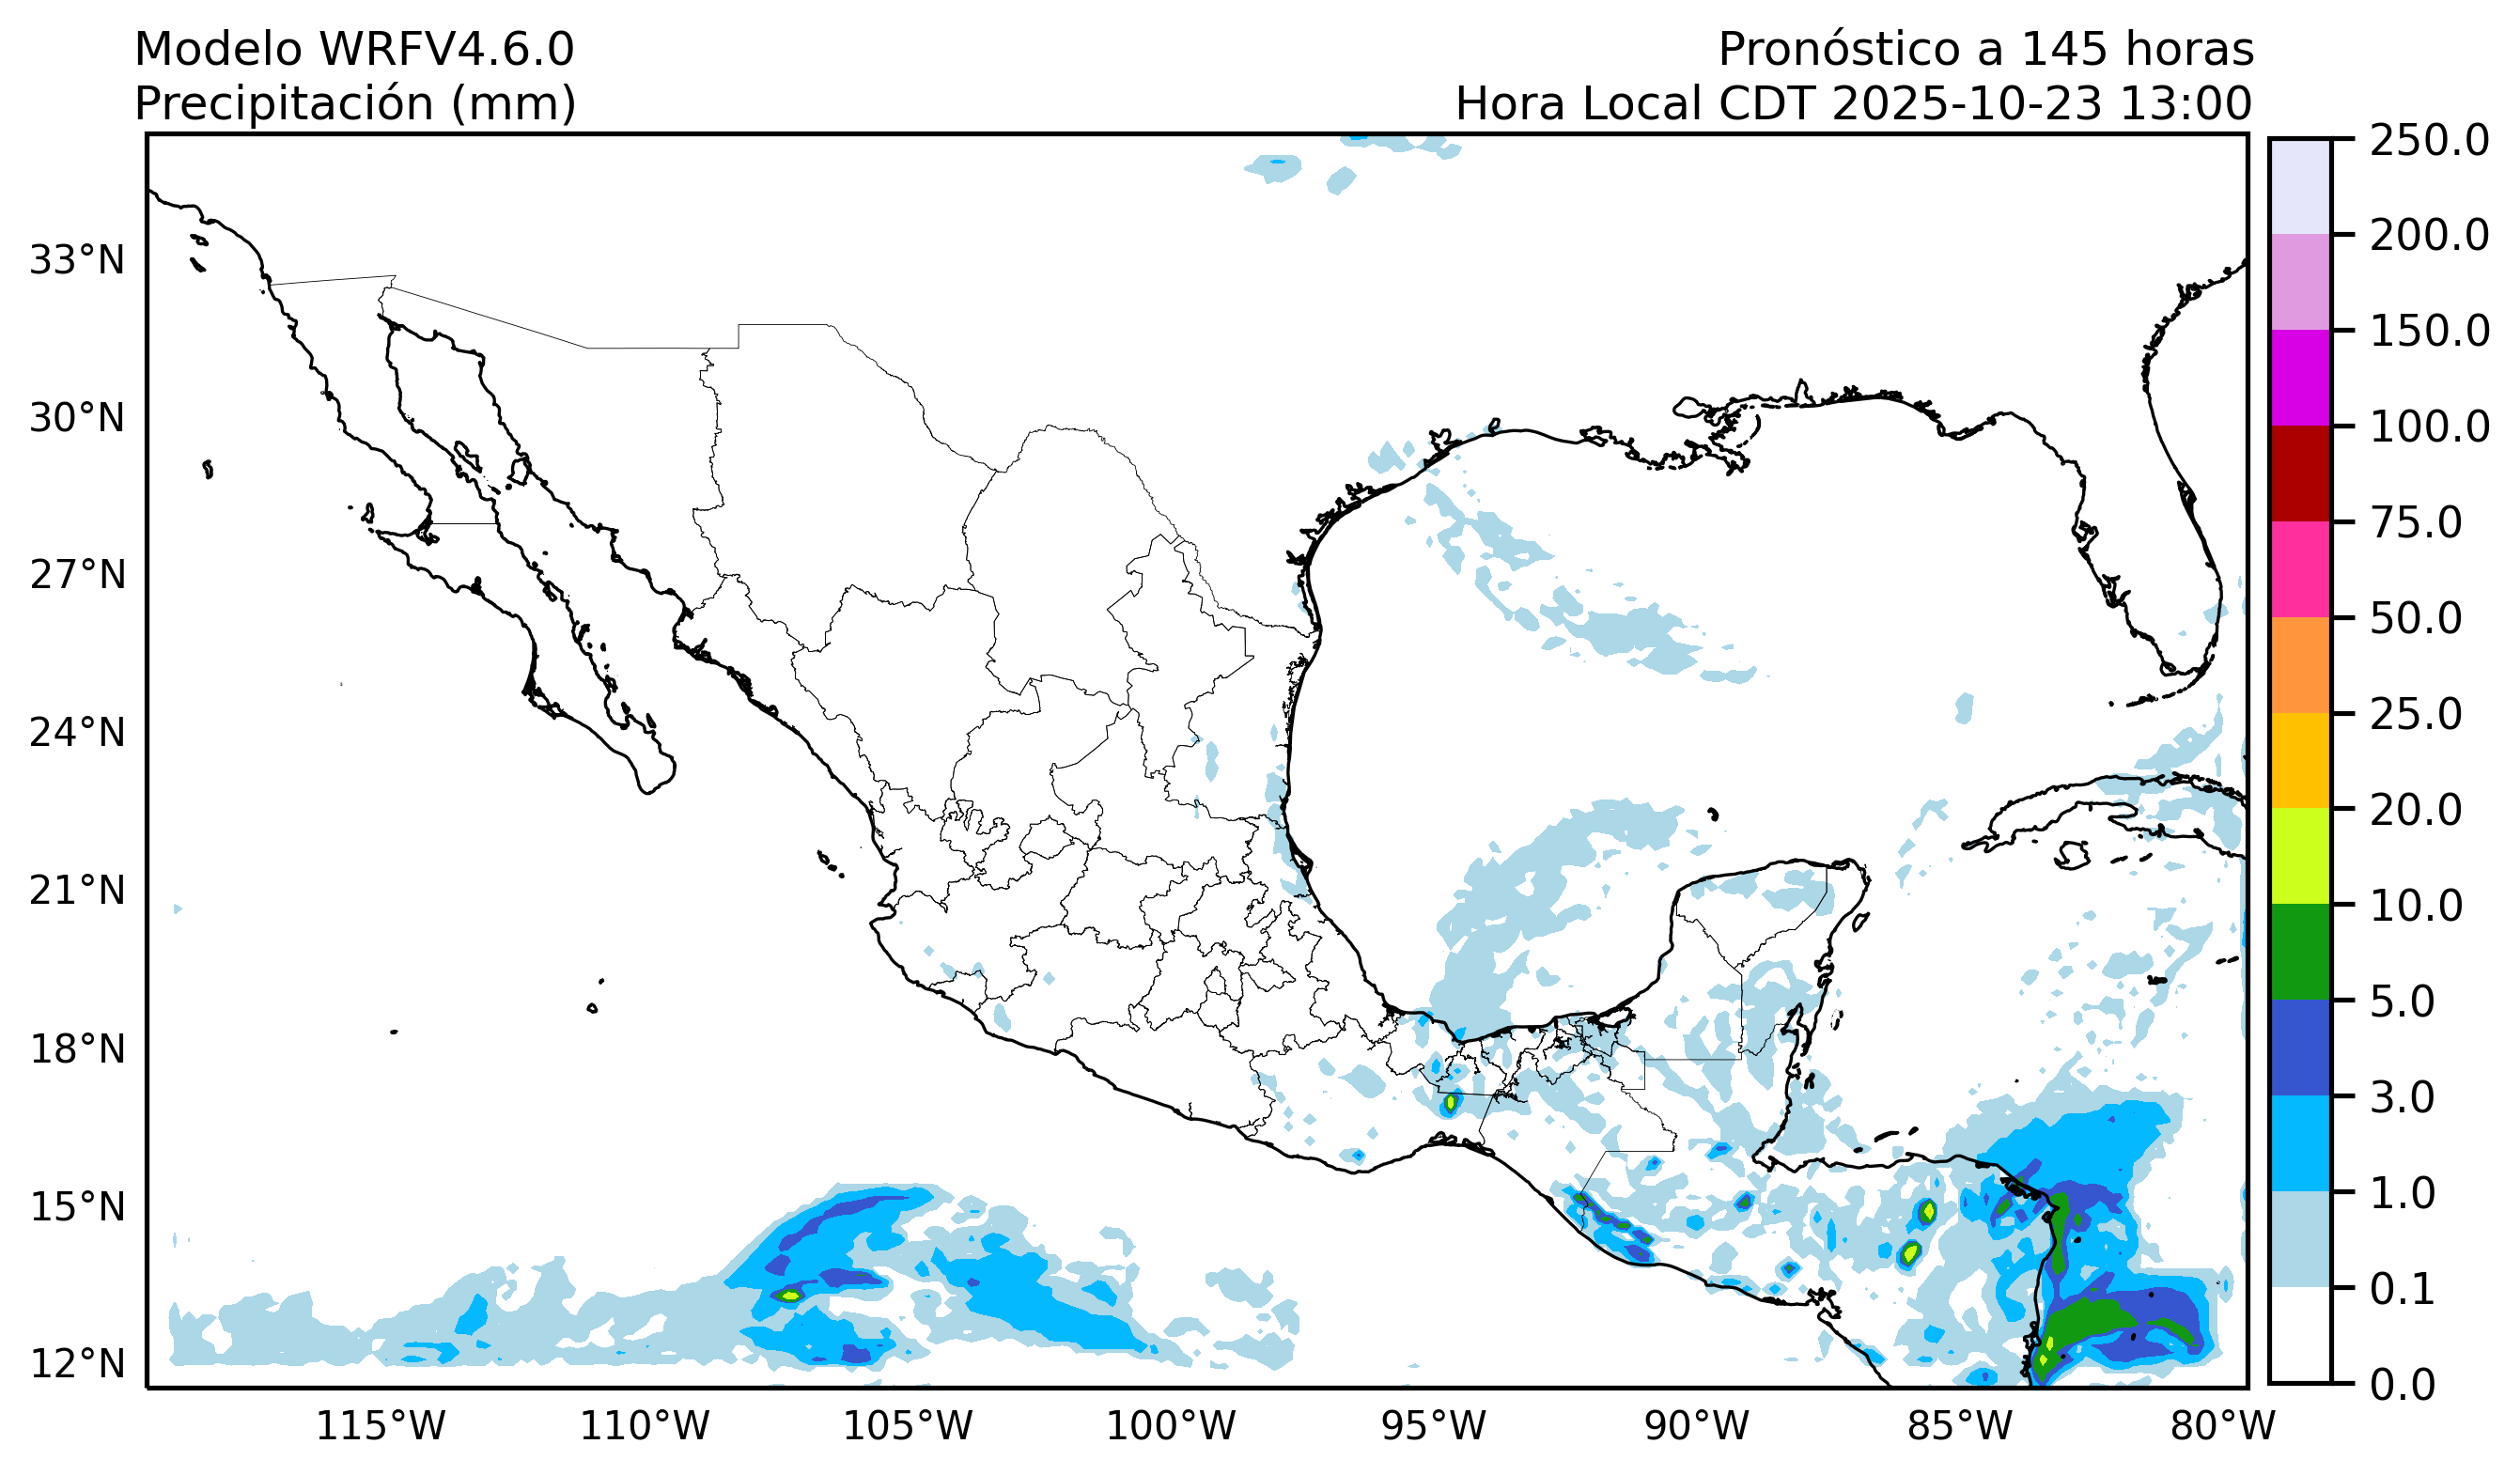 Modelo WRFV4.6.0
Precipitación (mm)
Pronóstico a 145 horas
Hora Local CDT 2025-10-23 13:00
33°N
30°N
27°N
24°N
21°N
18°N
15°N
12°N
115°W
110°W
105°W
100°W
95°W
90°W
85°W
80°W
250.0
200.0
150.0
100.0
75.0
50.0
25.0
20.0
10.0
5.0
3.0
1.0
0.1
0.0